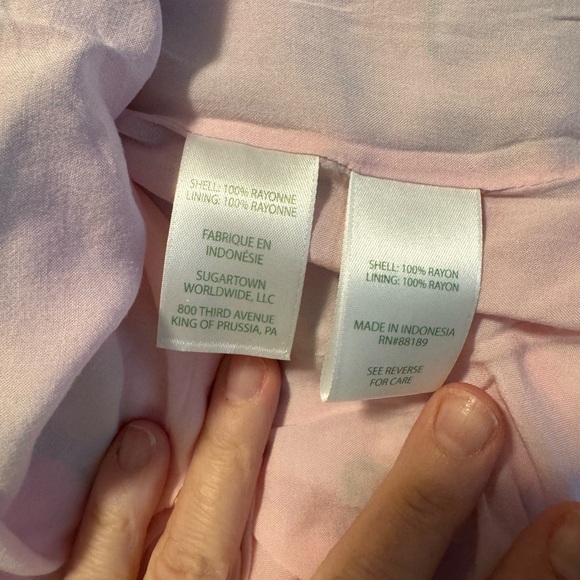 SHELL: 100% RAYONNE
LINING: 100% RAYONNE
FABRIQUE EN
INDONÉSIE
SUGARTOWN
WORLDWIDE, LLC
800 THIRD AVENUE
KING OF PRUSSIA, PA
SHELL: 100% RAYON
LINING: 100% RAYON
MADE IN INDONESIA
RN#88189
SEE REVERSE
FOR CARE